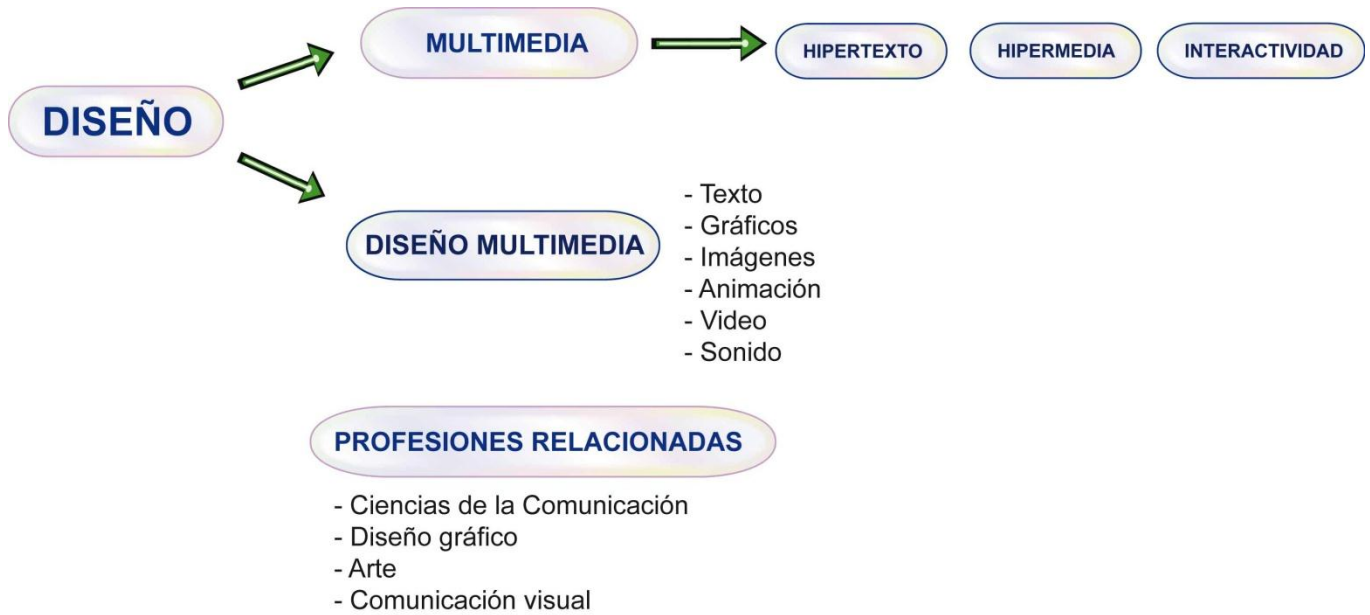 MULTIMEDIA
HIPERTEXTO
HIPERMEDIA
INTERACTIVIDAD
DISEÑO
DISEÑO MULTIMEDIA
- Texto
- Gráficos
- Imágenes
- Animación
- Video
- Sonido
PROFESIONES RELACIONADAS
- Ciencias de la Comunicación
- Diseño gráfico
- Arte
- Comunicación visual